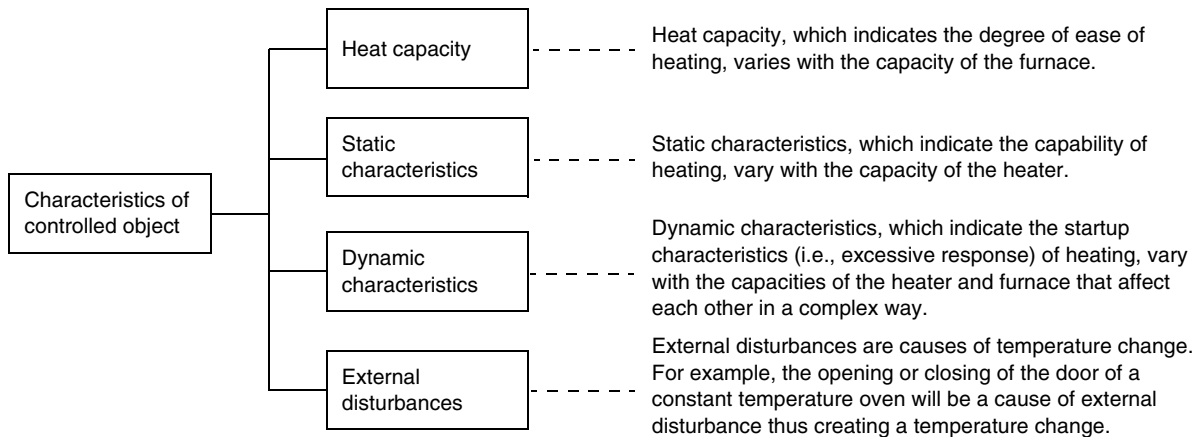 Heat capacity
Heat capacity, which indicates the degree of ease of
heating, varies with the capacity of the furnace.
Static
characteristics
Static characteristics, which indicate the capability of
heating, vary with the capacity of the heater.
Characteristics of
controlled object
Dynamic
characteristics
Dynamic characteristics, which indicate the startup
characteristics (i.e., excessive response) of heating, vary
with the capacities of the heater and furnace that affect
each other in a complex way.
External
disturbances
External disturbances are causes of temperature change.
For example, the opening or closing of the door of a
constant temperature oven will be a cause of external
disturbance thus creating a temperature change.